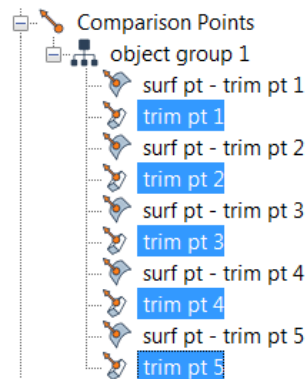 Comparison Points
object group 1
surf pt - trim pt 1
trim pt 1
surf pt - trim pt 2
trim pt 2
surf pt - trim pt 3
trim pt 3
surf pt - trim pt 4
trim pt 4
surf pt - trim pt 5
trim pt 5